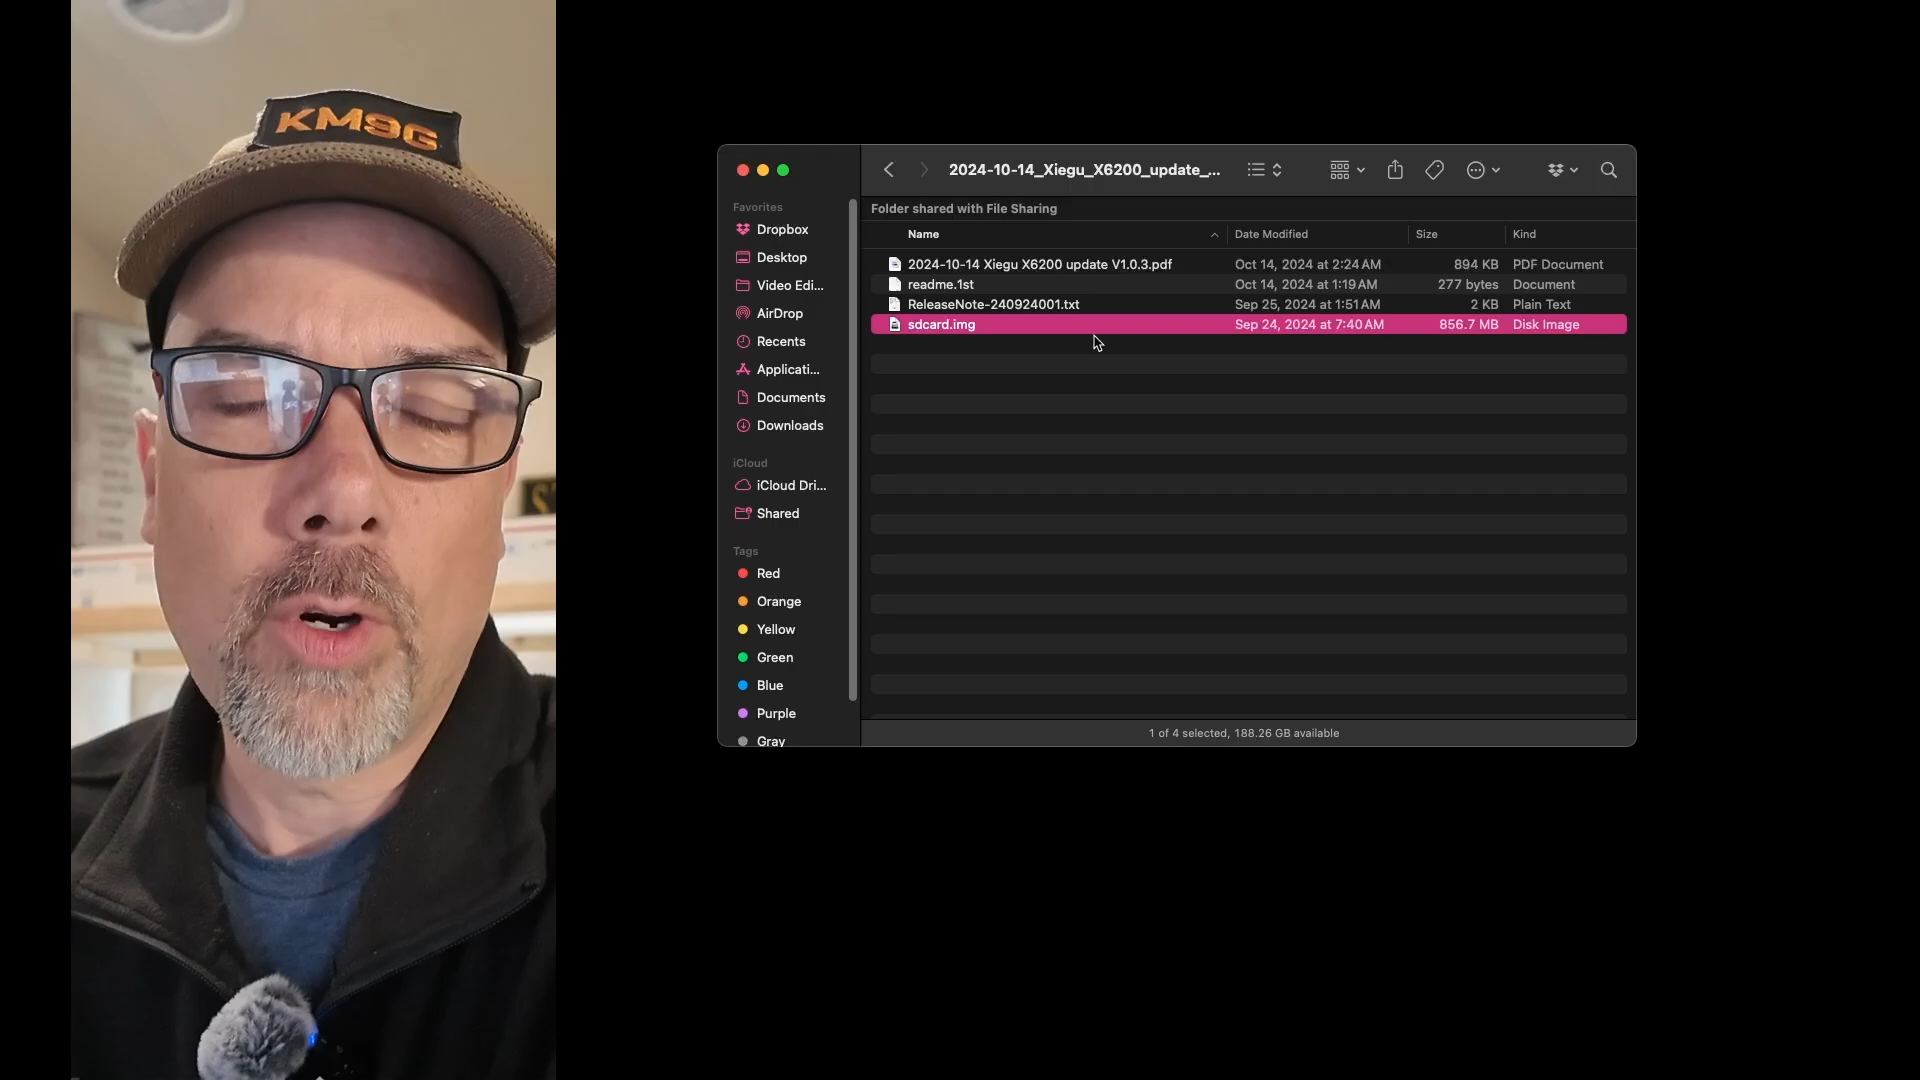 KM9G
2024-10-14_Xiegu_X6200_update_...
Folder shared with File Sharing
Name Date Modified Size Kind
2024-10-14 Xiegu X6200 update V1.0.3.pdf Oct 14, 2024 at 2:24 AM 894 KB PDF Document
readme.1st Oct 14, 2024 at 1:19 AM 277 bytes Document
ReleaseNote-240924001.txt Sep 25, 2024 at 1:51 AM 2 KB Plain Text
sdcard.img Sep 24, 2024 at 7:40 AM 856.7 MB Disk Image
Favorites
Dropbox
Desktop
Video Edi...
AirDrop
Recents
Applicati...
Documents
Downloads
iCloud
iCloud Dri...
Shared
Tags
Red
Orange
Yellow
Green
Blue
Purple
Gray
1 of 4 selected, 188.26 GB available